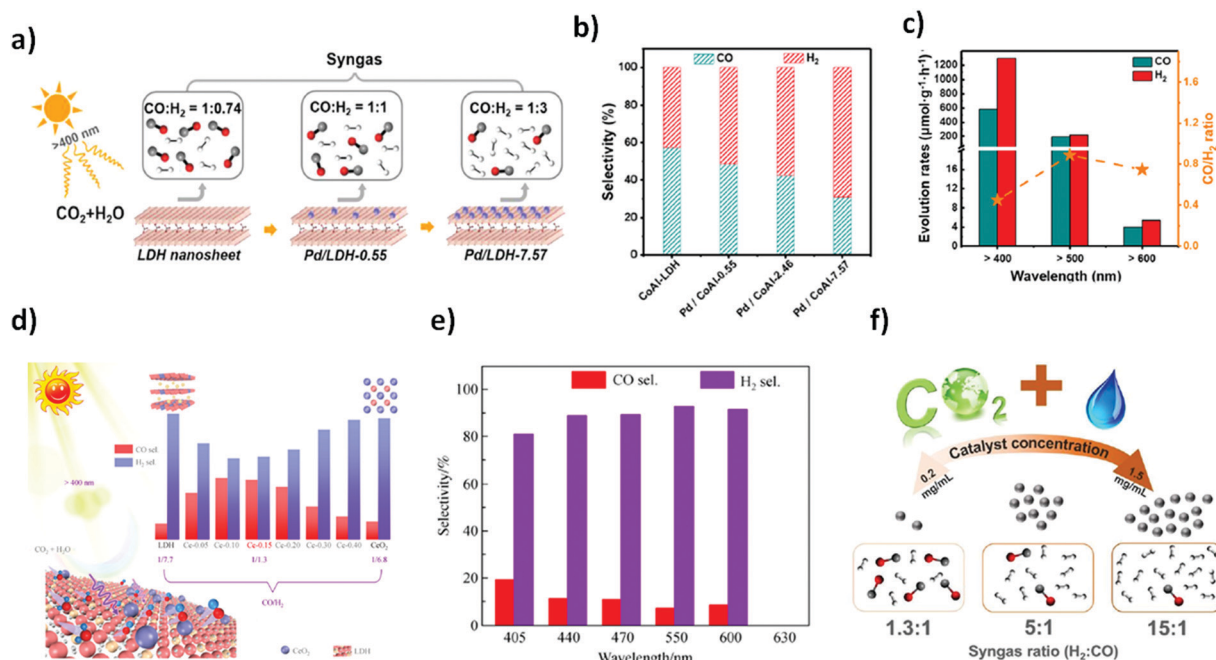 a)
Syngas
CO:H₂ = 1:0.74
CO:H₂ = 1:1
CO:H₂ = 1:3
>400 nm
CO₂+H₂O
LDH nanosheet
Pd/LDH-0.55
Pd/LDH-7.57
b)
CO
H₂
100
80
60
40
20
0
Selectivity (%)
CoAl-LDH
Pd / CoAl-0.55
Pd / CoAl-2.46
Pd / CoAl-7.57
c)
CO
H₂
1200
1000
800
600
400
200
16
12
8
4
0
Evolution rates (μmol·g⁻¹·h⁻¹)
1.8
1.2
0.9
0.4
0.0
CO/H₂ ratio
> 400
> 500
> 600
Wavelength (nm)
d)
CO sel.
H₂ sel.
> 400 nm
CO₂ + H₂O
LDH
Ce-0.05
Ce-0.10
Ce-0.15
Ce-0.20
Ce-0.30
Ce-0.40
CeO₂
1/7.7
1/1.3
1/6.8
CO/H₂
CeO₂
LDH
e)
CO sel.
H₂ sel.
100
80
60
40
20
0
Selectivity/%
405
440
470
550
600
630
Wavelength/nm
f)
CO₂
Catalyst concentration
0.2 mg/mL
1.5 mg/mL
1.3:1
5:1
15:1
Syngas ratio (H₂:CO)